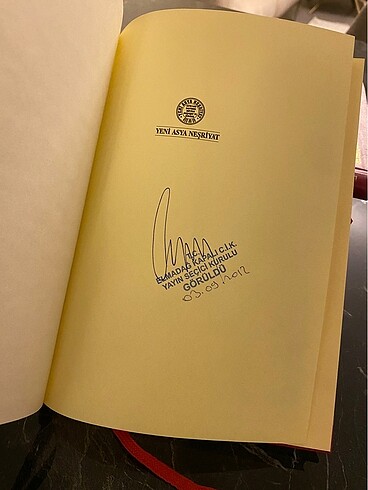 YENİ ASYA NEŞRİYAT
T.C.
ELMADAĞ KAPALI C.İ.K.
YAYIN SEÇİCİ KURULU
GÖRÜLDÜ
03.09.2012